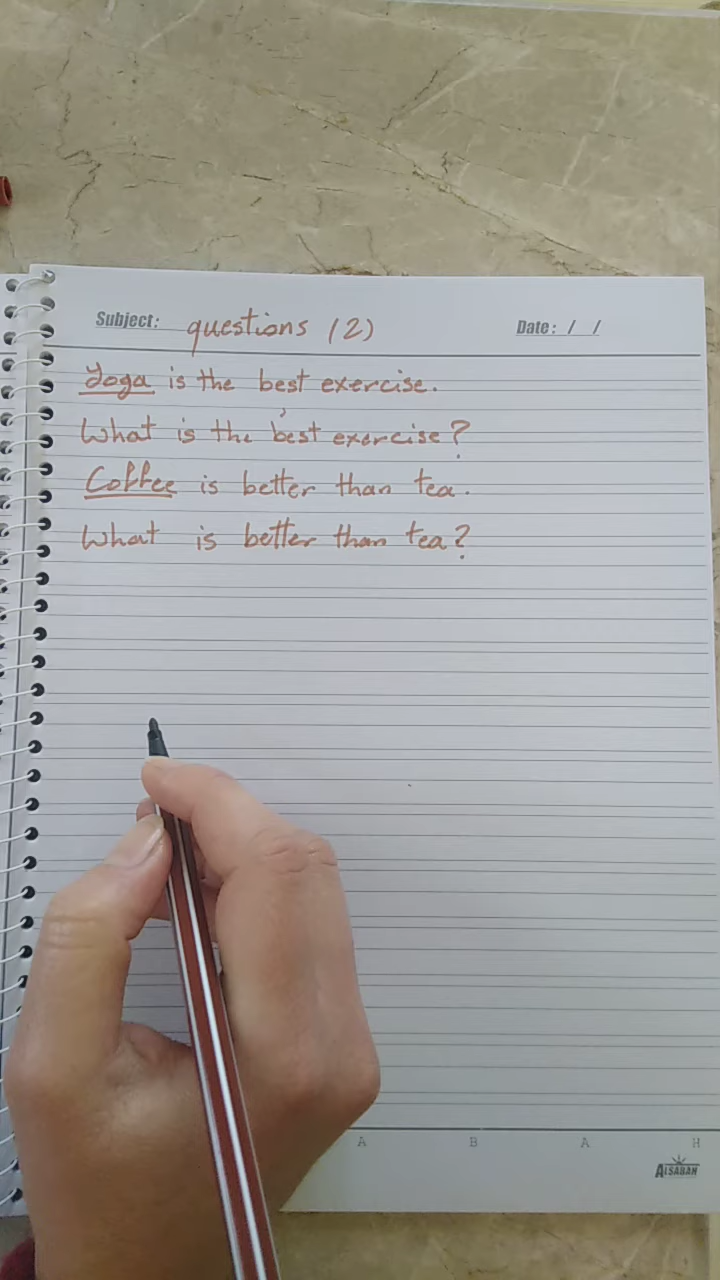 Subject: questions (2) Date: / /
Yoga is the best exercise.
What is the best exercise?
Coffee is better than tea.
What is better than tea?
A B A H
ALSABAH